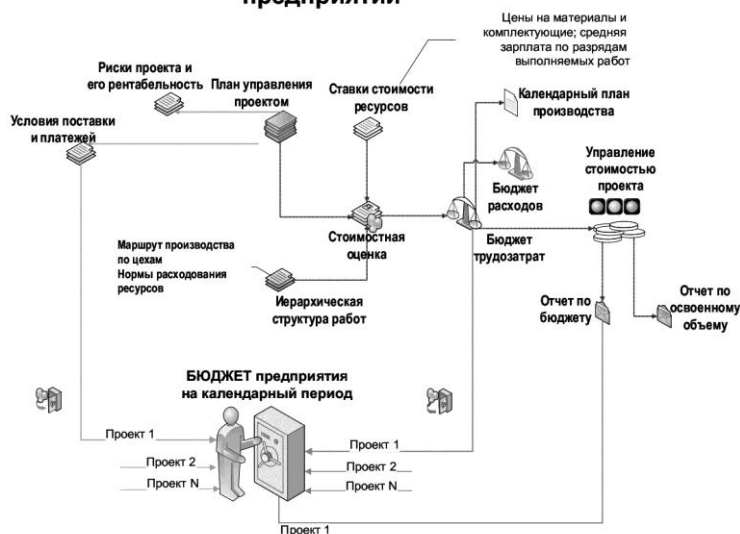 Цены на материалы и
комплектующие; средняя
зарплата по разрядам
выполняемых работ
Риски проекта и
его рентабельность
План управления
проектом
Ставки стоимости
ресурсов
Календарный план
производства
Условия поставки
и платежей
Управление
стоимостью
проекта
Бюджет
расходов
Стоимостная
оценка
Бюджет
трудозатрат
Маршрут производства
по цехам
Нормы расходования
ресурсов
Иерархическая
структура работ
Отчет по
бюджету
Отчет по
освоенному
объему
БЮДЖЕТ предприятия
на календарный период
Проект 1
Проект 2
Проект N
Проект 1
Проект 2
Проект N
Проект 1